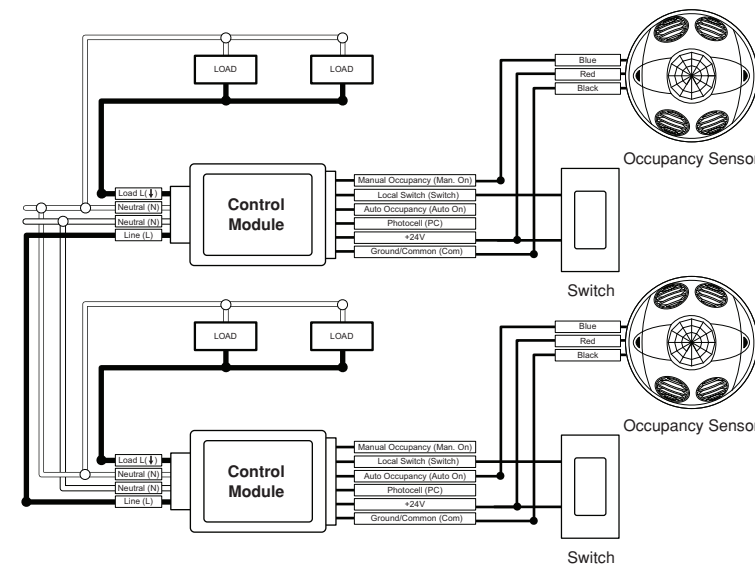 LOAD
LOAD
Blue
Red
Black
Occupancy Sensor
Manual Occupancy (Man. On)
Load L(↓)
Local Switch (Switch)
Neutral (N)
Auto Occupancy (Auto On)
Control
Module
Neutral (N)
Photocell (PC)
Line (L)
+24V
Ground/Common (Com)
Switch
LOAD
LOAD
Blue
Red
Black
Occupancy Sensor
Manual Occupancy (Man. On)
Load L(↓)
Local Switch (Switch)
Neutral (N)
Auto Occupancy (Auto On)
Control
Module
Neutral (N)
Photocell (PC)
Line (L)
+24V
Ground/Common (Com)
Switch